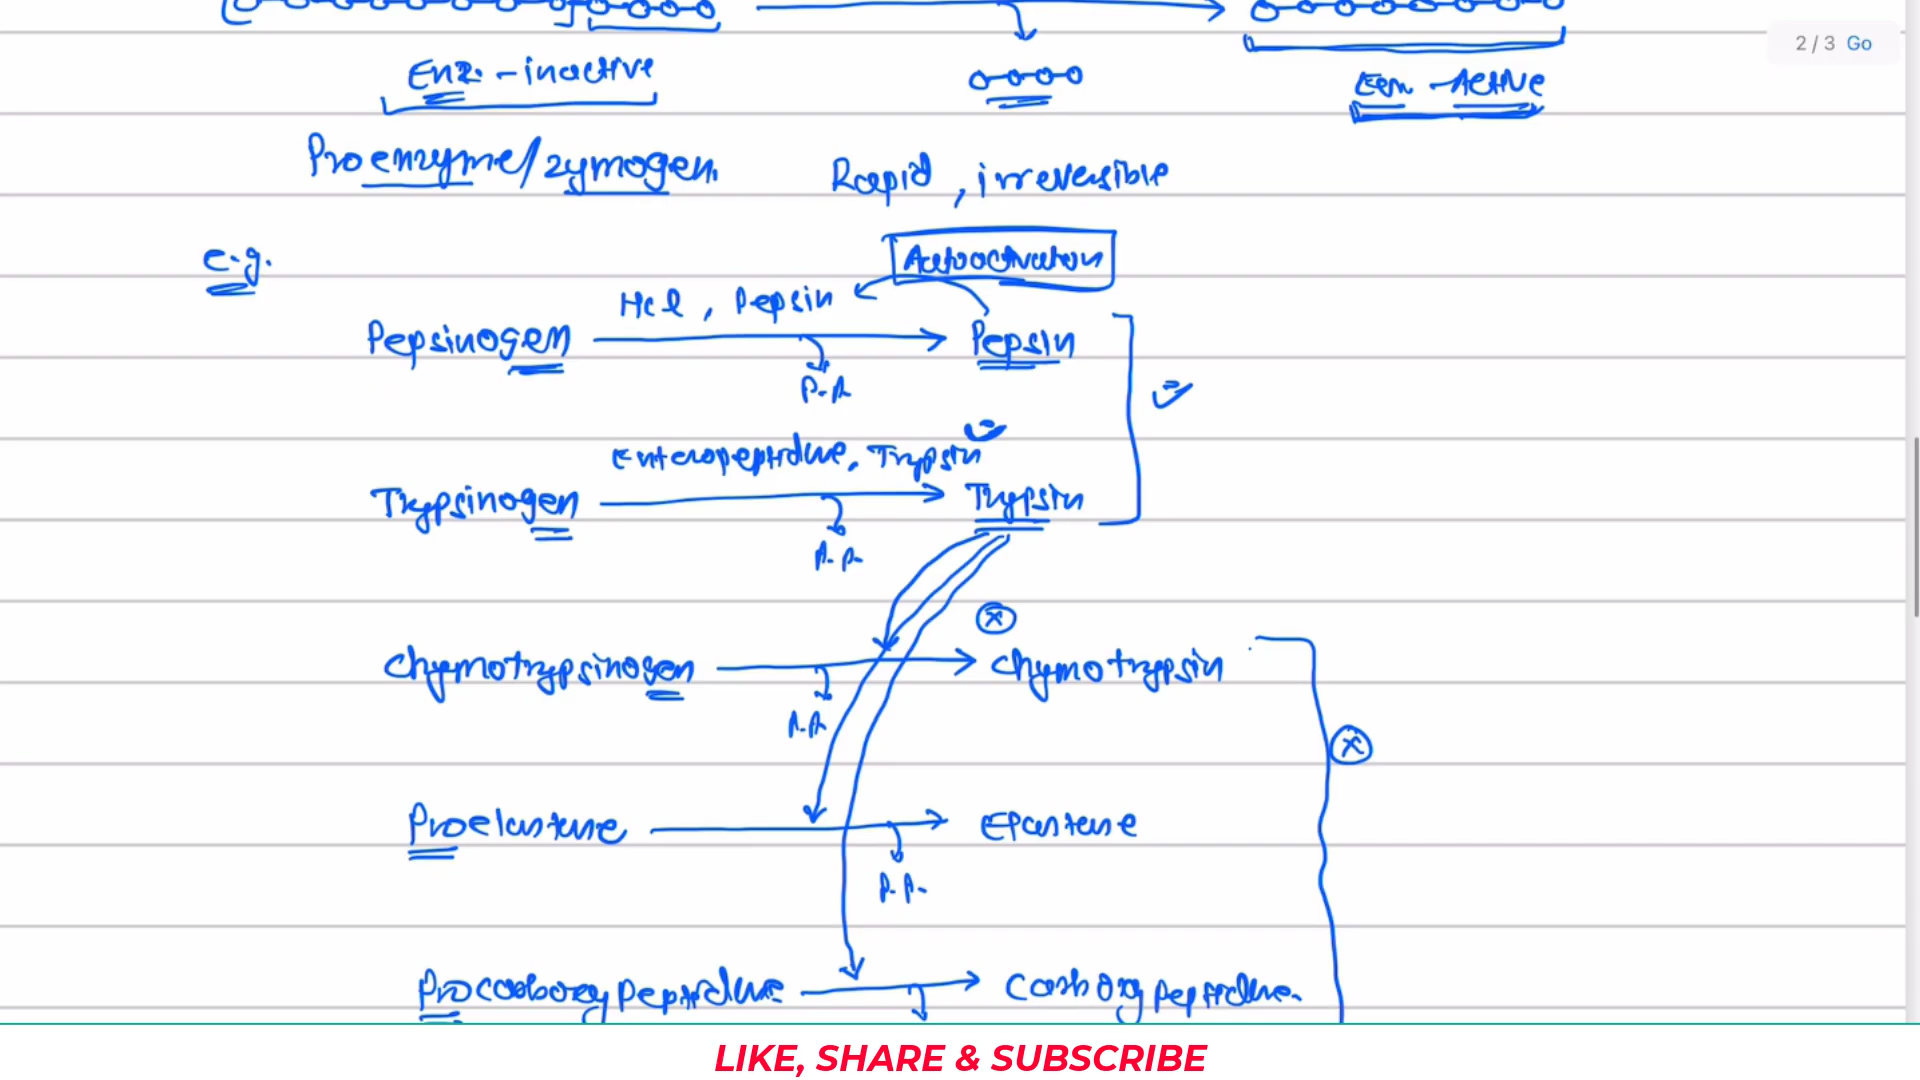 2 / 3 Go
Enz. - inactive
Enz - Active
Proenzyme/zymogen.
Rapid, irreversible
e.g.
Autoactivation
Hcl, Pepsin
Pepsinogen
Pepsin
P.P.
Enteropeptidase, Trypsin
Trypsinogen
Trypsin
P.P.
x
Chymotrypsinogen
Chymotrypsin
P.P.
x
Proelastase
Elastase
P.P.
Procarboxypeptidase
Carboxypeptidase.
LIKE, SHARE & SUBSCRIBE